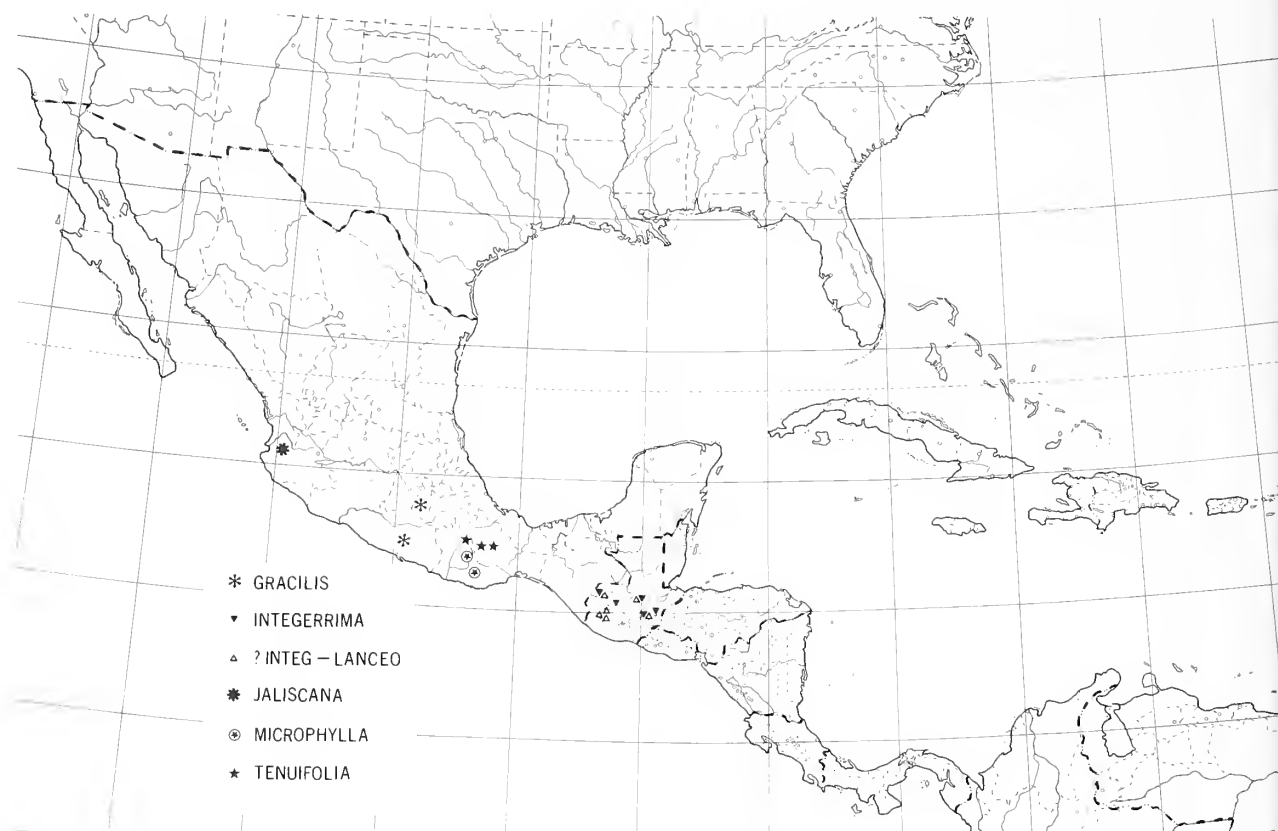 GRACILIS
INTEGERRIMA
? INTEG – LANCEO
JALISCANA
MICROPHYLLA
TENUIFOLIA